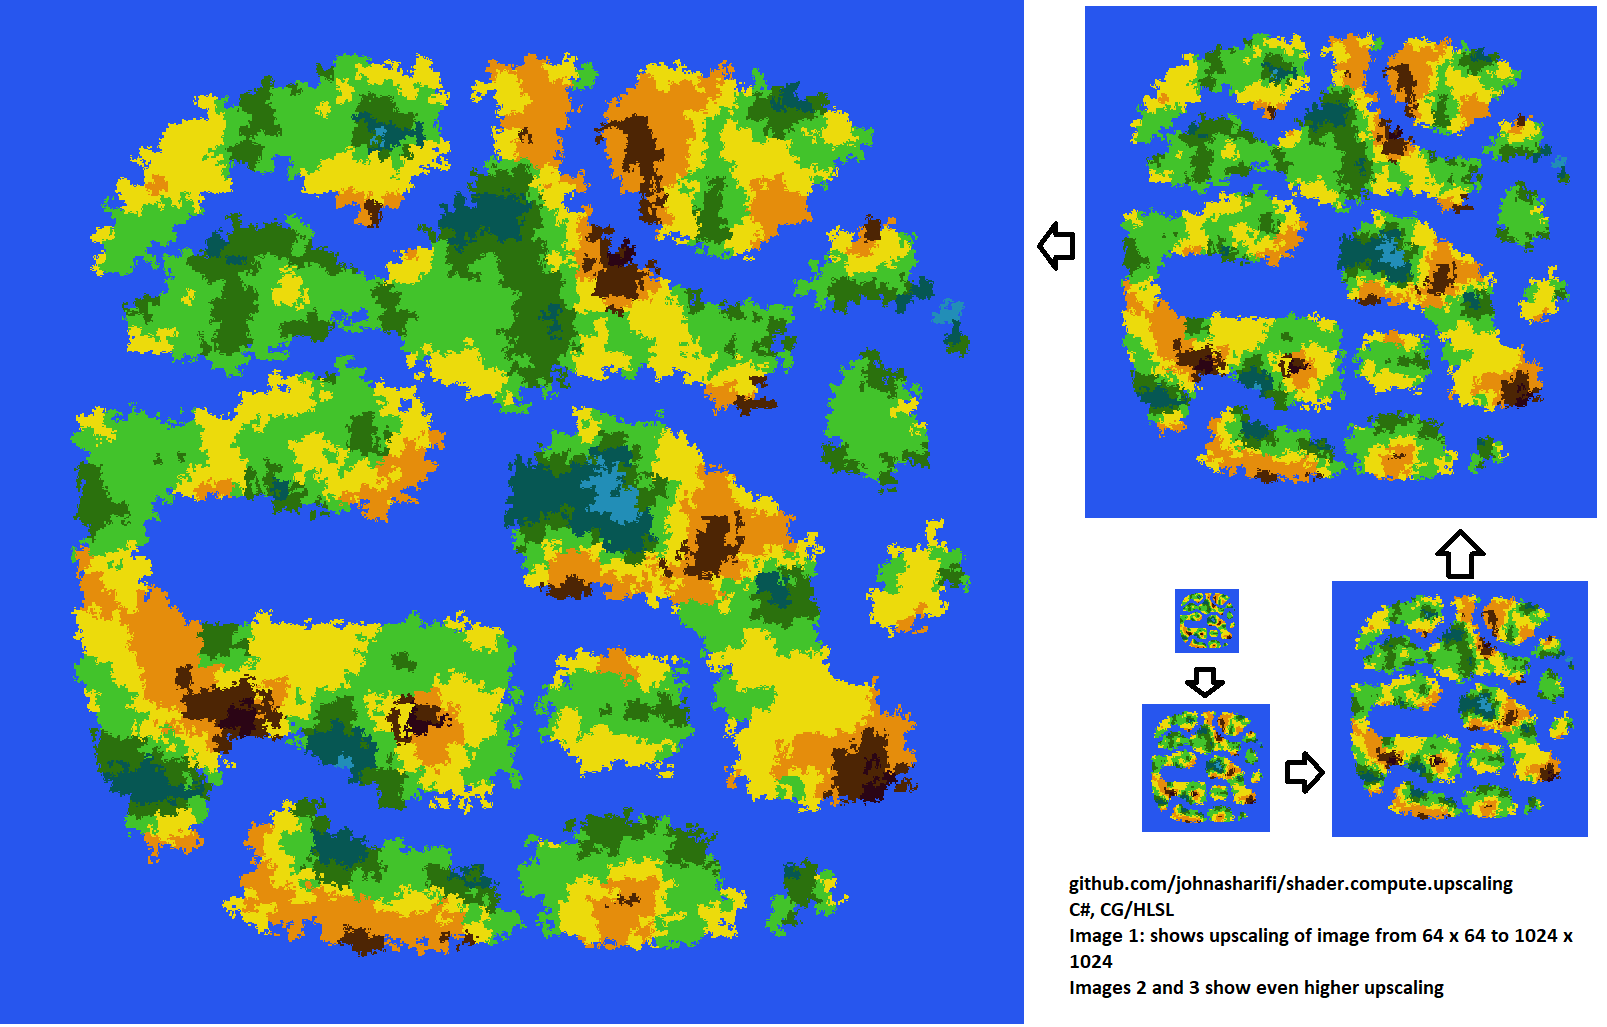 github.com/johnasharifi/shader.compute.upscaling
C#, CG/HLSL
Image 1: shows upscaling of image from 64 x 64 to 1024 x
1024
Images 2 and 3 show even higher upscaling